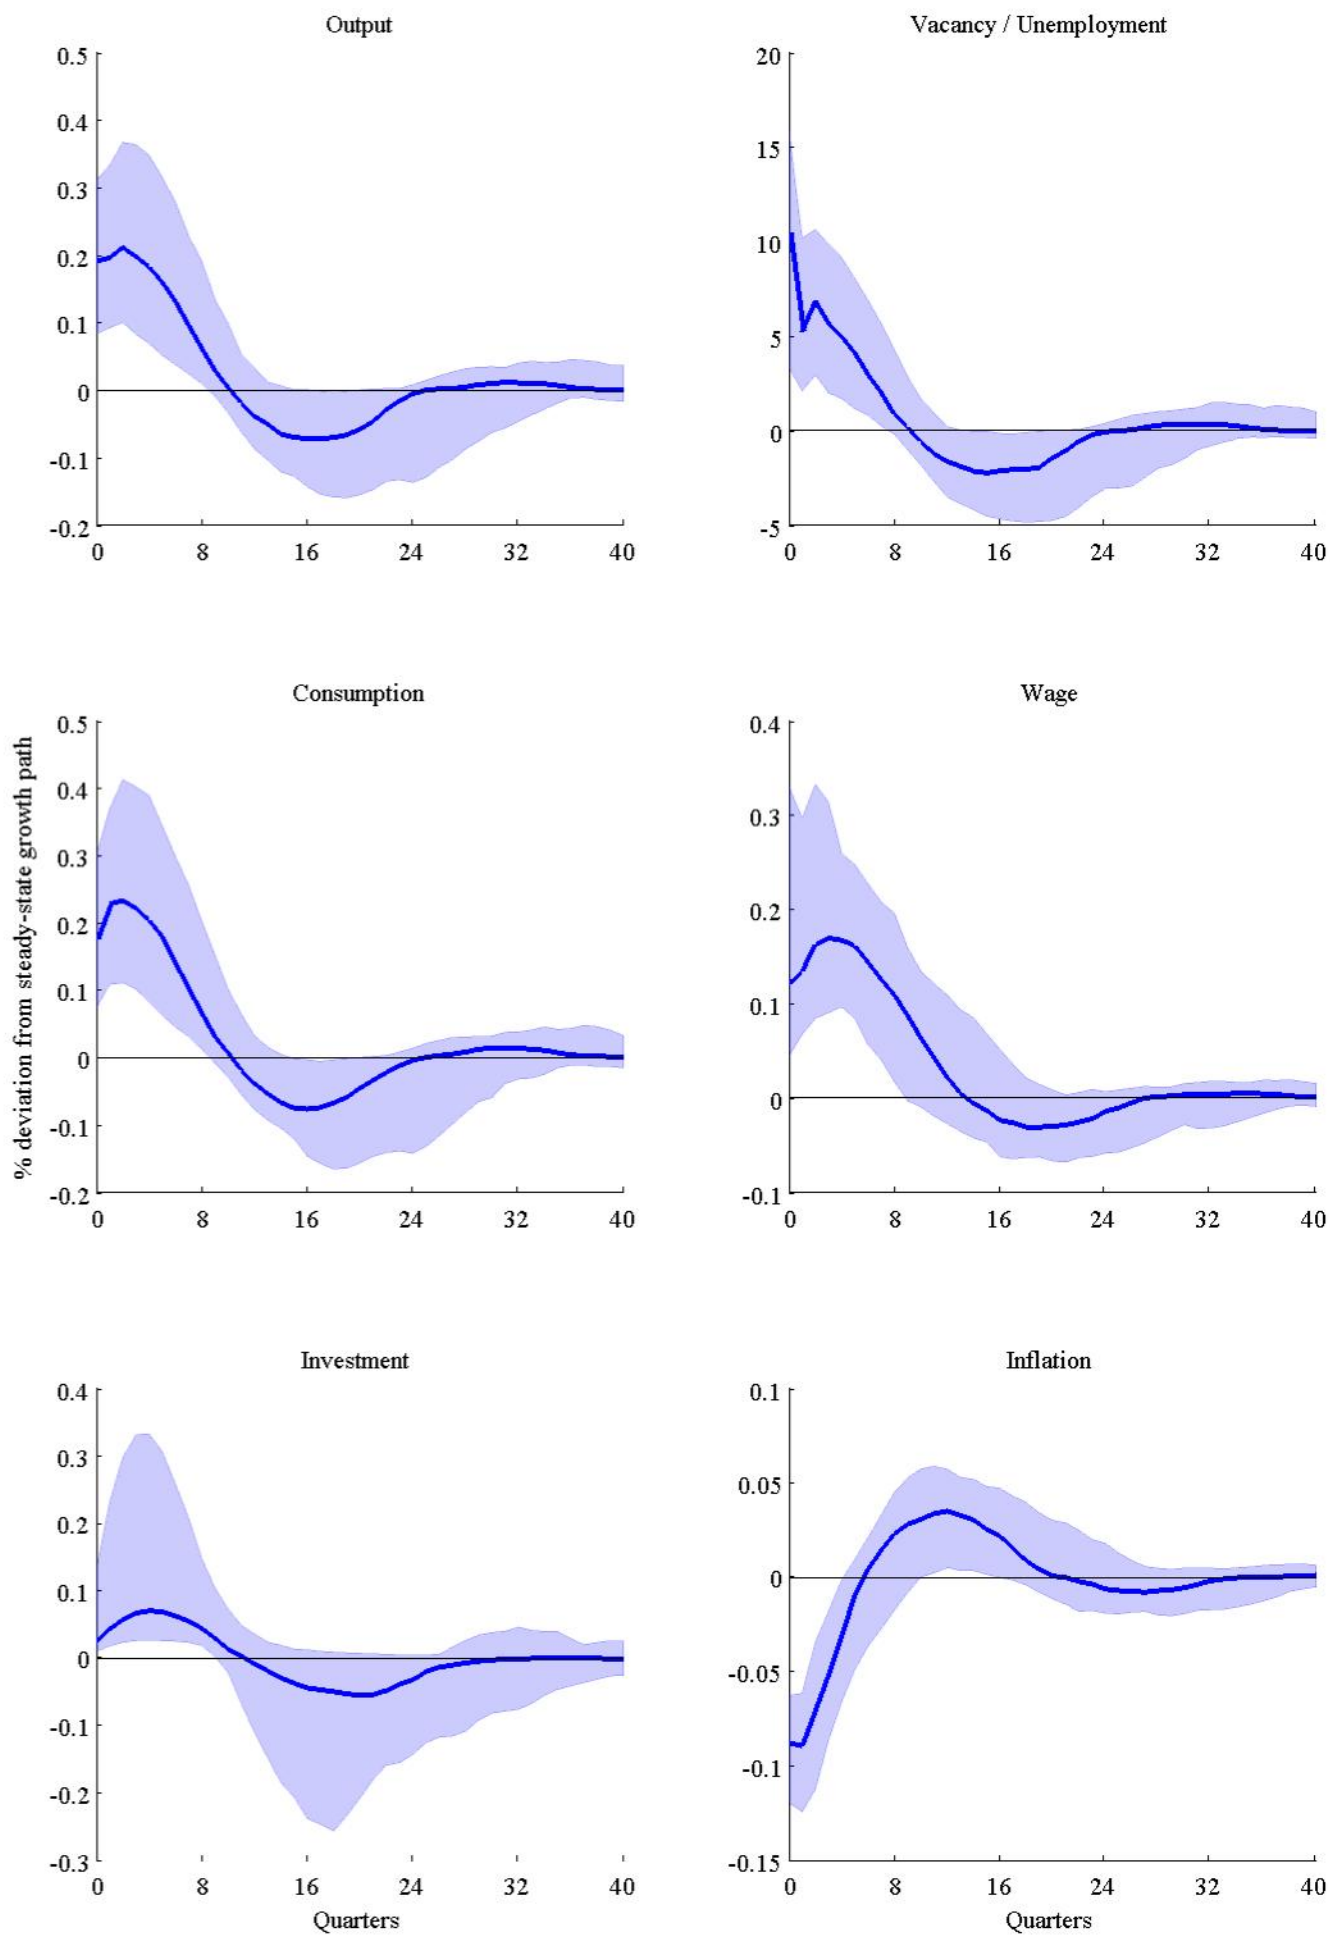 Output
0.5
0.4
0.3
0.2
0.1
0
-0.1
-0.2
0 8 16 24 32 40
Vacancy / Unemployment
20
15
10
5
0
-5
0 8 16 24 32 40
% deviation from steady-state growth path
Consumption
0.5
0.4
0.3
0.2
0.1
0
-0.1
-0.2
0 8 16 24 32 40
Wage
0.4
0.3
0.2
0.1
0
-0.1
0 8 16 24 32 40
Investment
0.4
0.3
0.2
0.1
0
-0.1
-0.2
-0.3
0 8 16 24 32 40
Quarters
Inflation
0.1
0.05
0
-0.05
-0.1
-0.15
0 8 16 24 32 40
Quarters